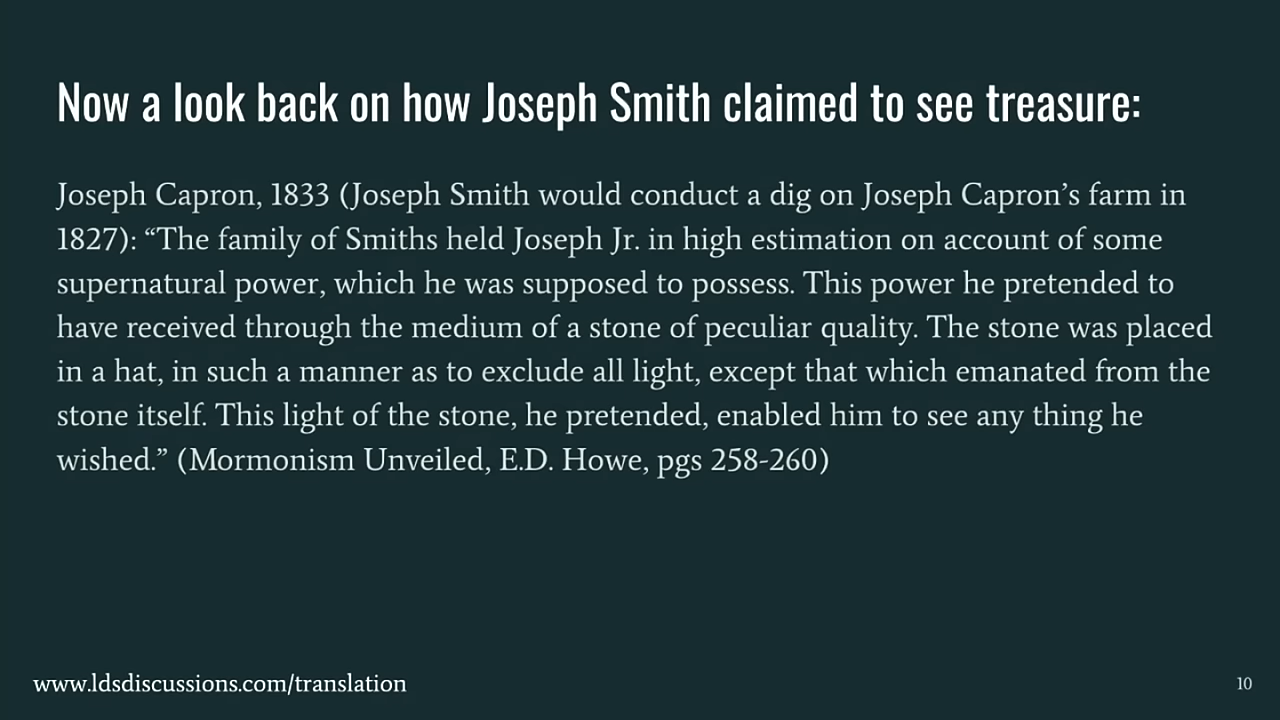 Now a look back on how Joseph Smith claimed to see treasure:
Joseph Capron, 1833 (Joseph Smith would conduct a dig on Joseph Capron’s farm in
1827): “The family of Smiths held Joseph Jr. in high estimation on account of some
supernatural power, which he was supposed to possess. This power he pretended to
have received through the medium of a stone of peculiar quality. The stone was placed
in a hat, in such a manner as to exclude all light, except that which emanated from the
stone itself. This light of the stone, he pretended, enabled him to see any thing he
wished.” (Mormonism Unveiled, E.D. Howe, pgs 258-260)
www.ldsdiscussions.com/translation
10